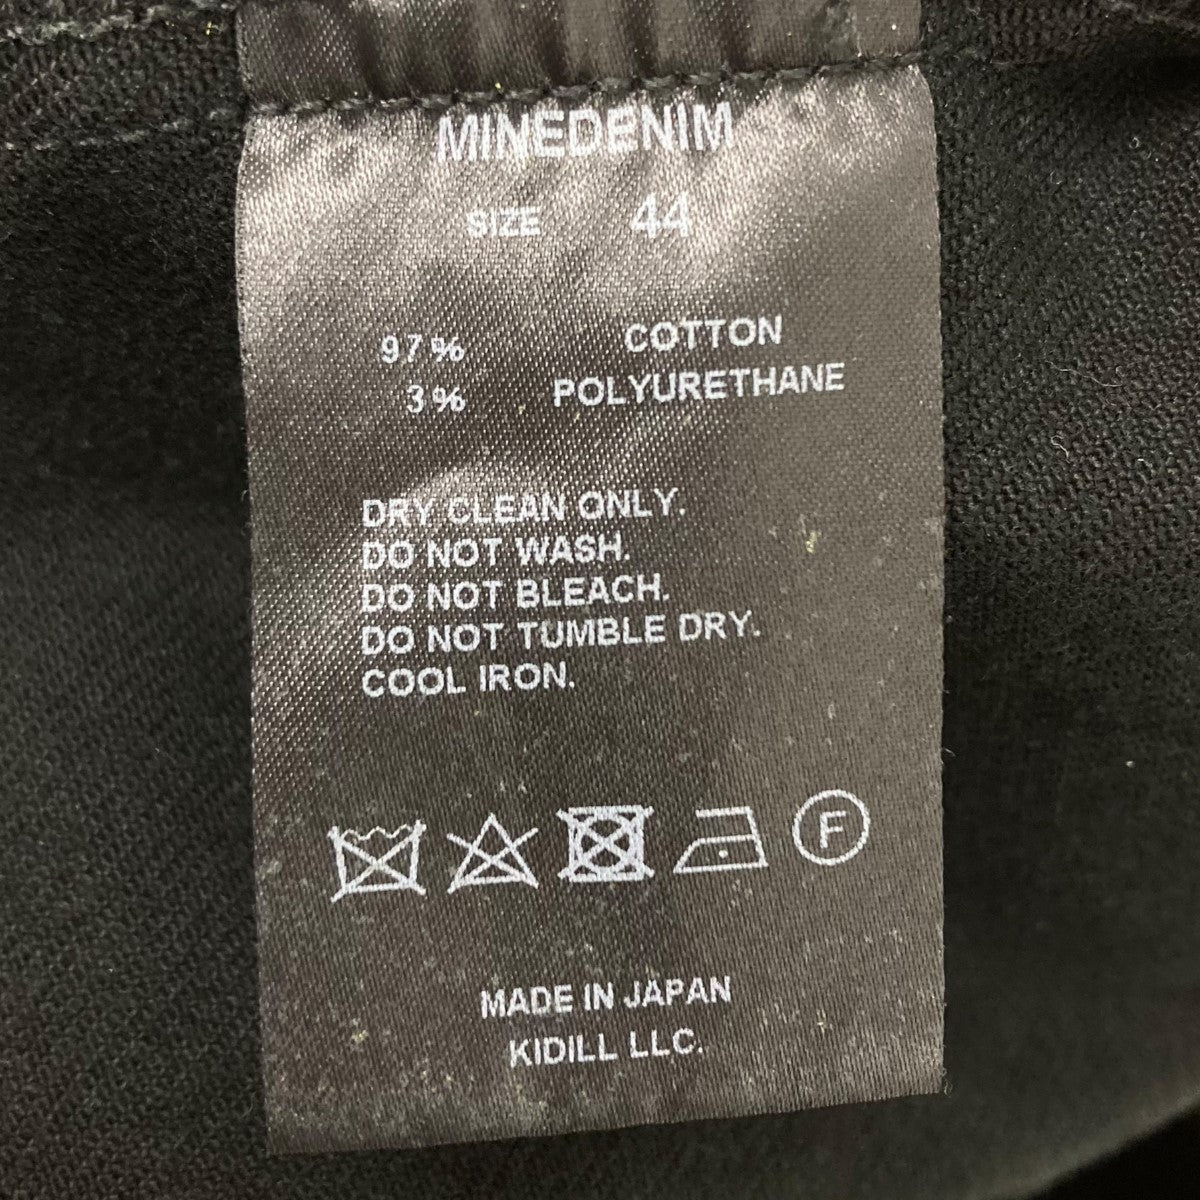 MINEDENIM
SIZE 44
97% COTTON
3% POLYURETHANE
DRY CLEAN ONLY.
DO NOT WASH.
DO NOT BLEACH.
DO NOT TUMBLE DRY.
COOL IRON.
F
MADE IN JAPAN
KIDILL LLC.